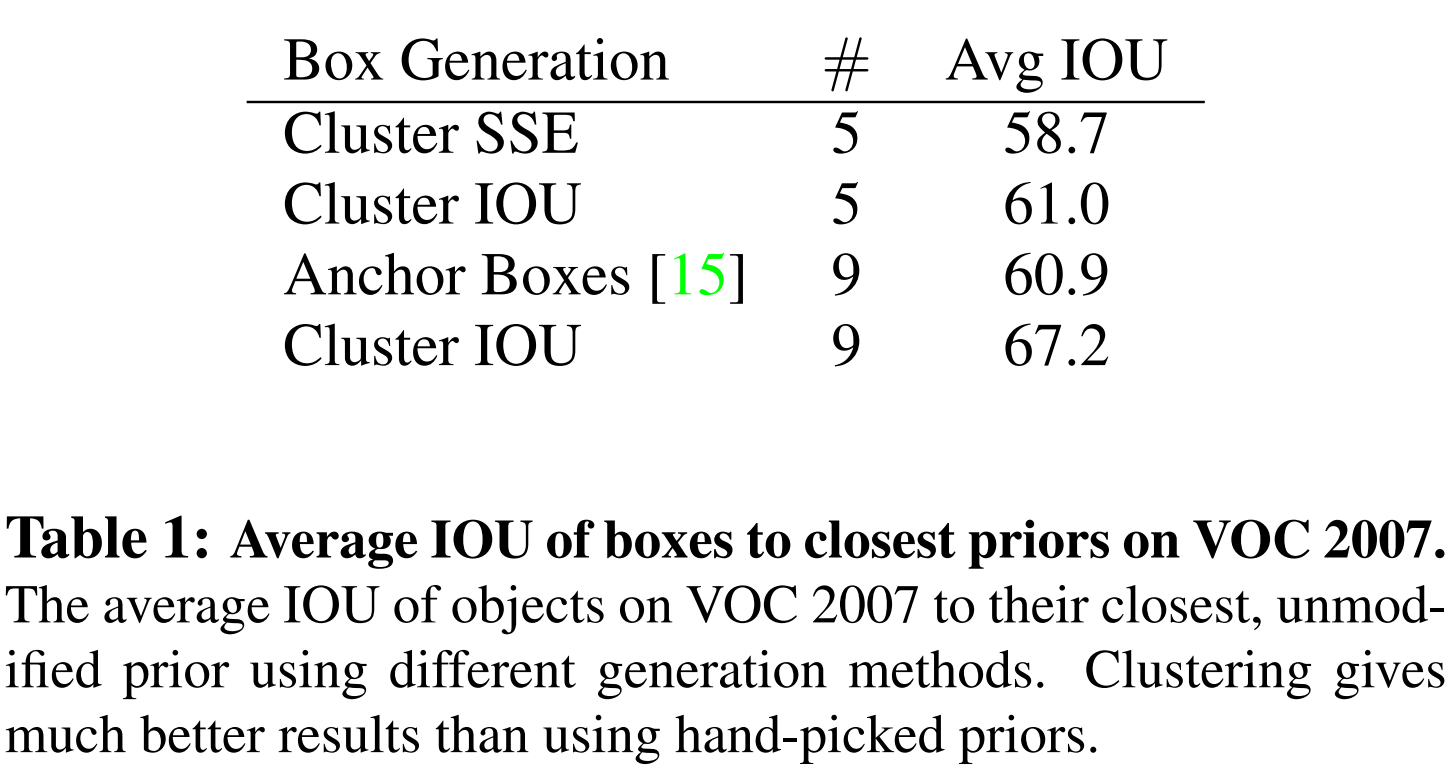 Box Generation # Avg IOU
Cluster SSE 5 58.7
Cluster IOU 5 61.0
Anchor Boxes [15] 9 60.9
Cluster IOU 9 67.2
Table 1: Average IOU of boxes to closest priors on VOC 2007.
The average IOU of objects on VOC 2007 to their closest, unmod-
ified prior using different generation methods. Clustering gives
much better results than using hand-picked priors.